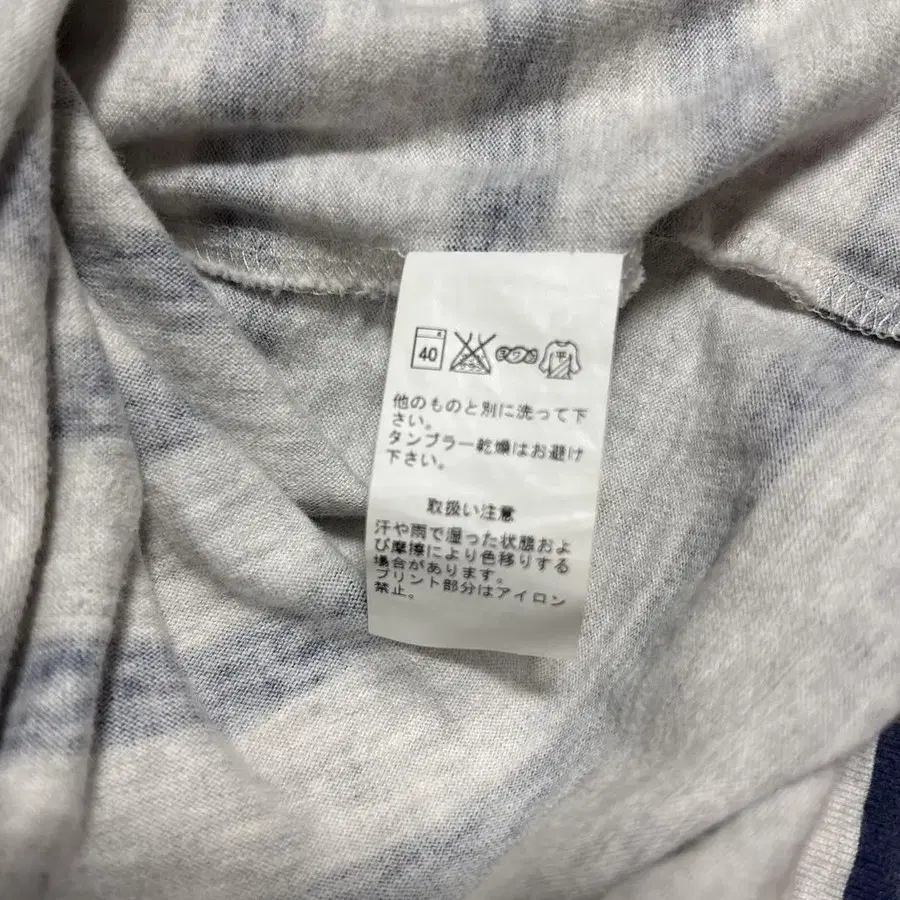 40 平
他のものと別に洗って下
さい。
タンブラー乾燥はお避け
下さい。
取扱い注意
汗や雨で湿った状態およ
び摩擦により色移りする
場合があります。
プリント部分はアイロン
禁止。